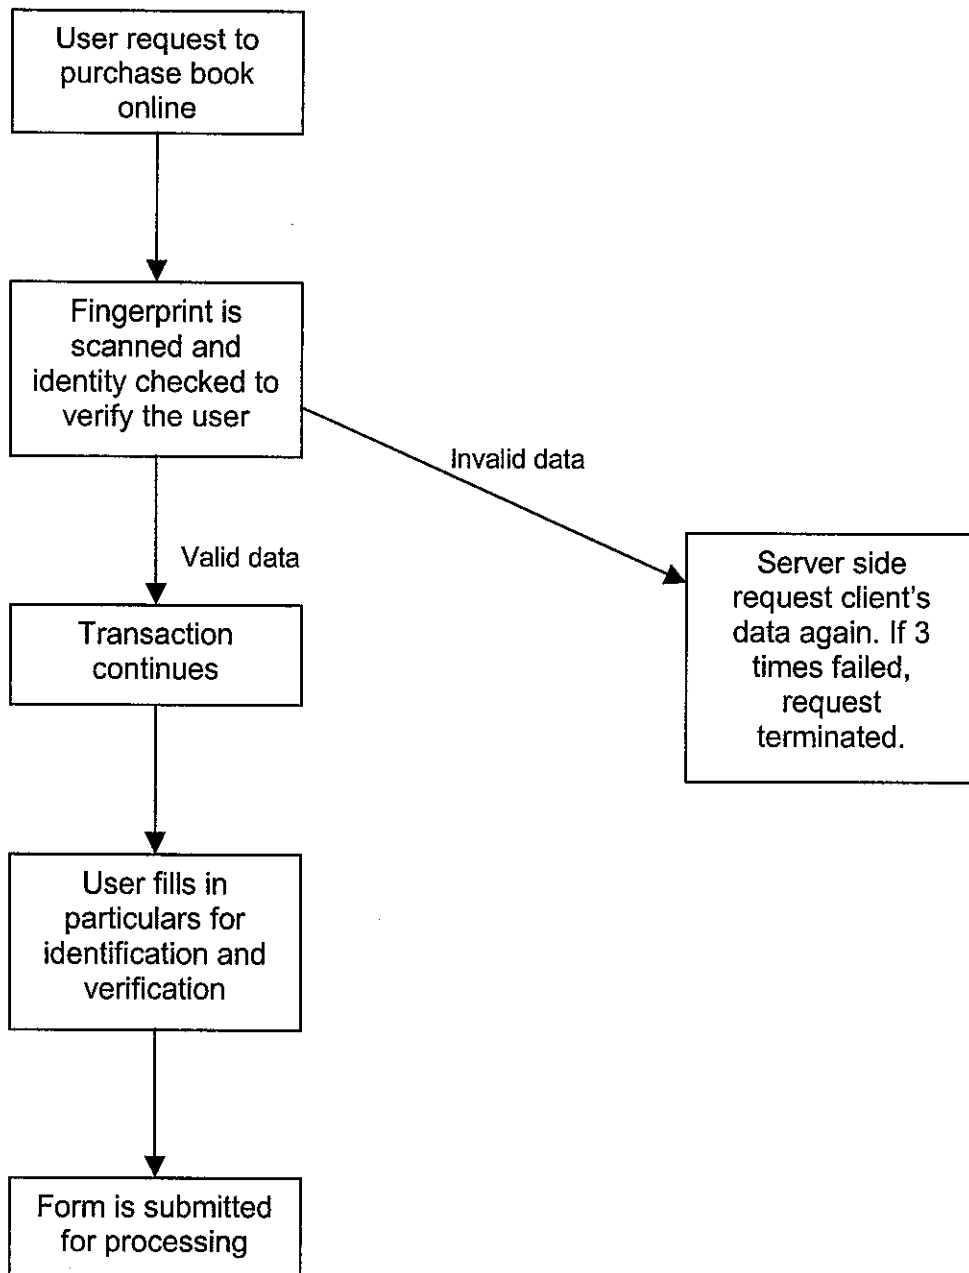 User request to
purchase book
online
Fingerprint is
scanned and
identity checked to
verify the user
Invalid data
Valid data
Server side
request client's
data again. If 3
times failed,
request
terminated.
Transaction
continues
User fills in
particulars for
identification and
verification
Form is submitted
for processing